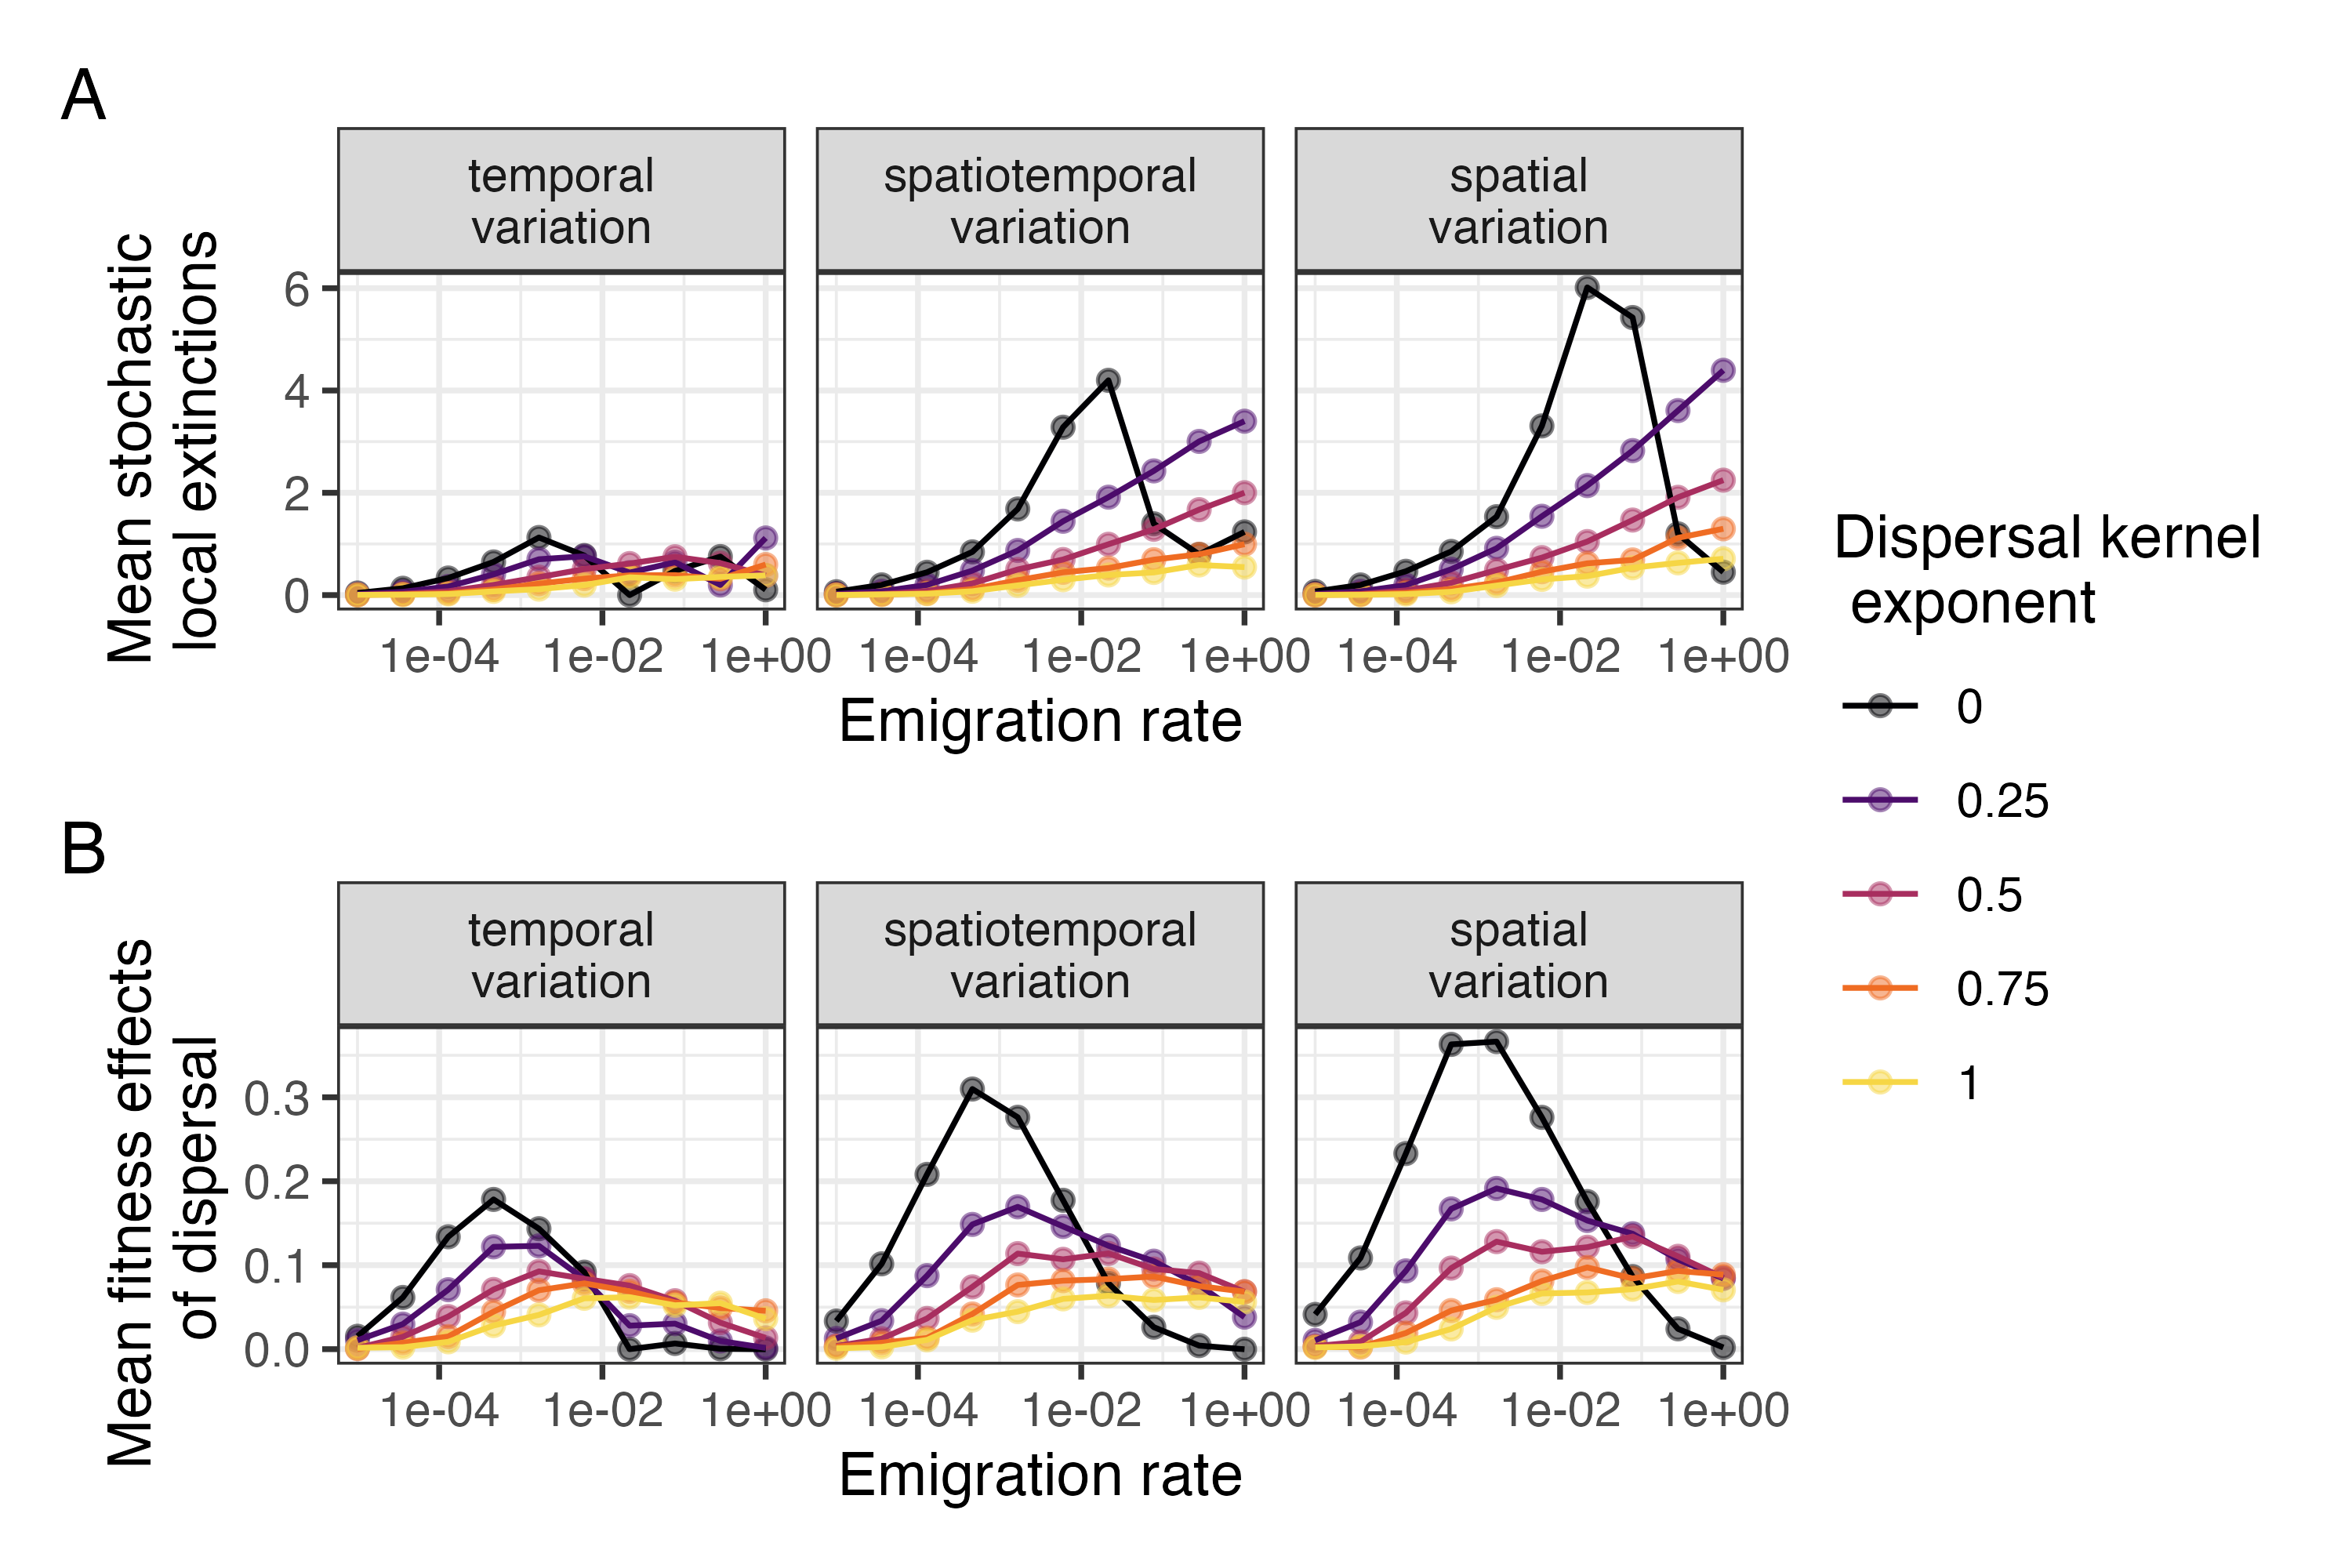 A
temporal
variation
spatiotemporal
variation
spatial
variation
Mean stochastic
local extinctions
6
4
2
0
1e-04
1e-02
1e+00
1e-04
1e-02
1e+00
1e-04
1e-02
1e+00
Emigration rate
B
temporal
variation
spatiotemporal
variation
spatial
variation
Mean fitness effects
of dispersal
0.3
0.2
0.1
0.0
1e-04
1e-02
1e+00
1e-04
1e-02
1e+00
1e-04
1e-02
1e+00
Emigration rate
Dispersal kernel
exponent
0
0.25
0.5
0.75
1